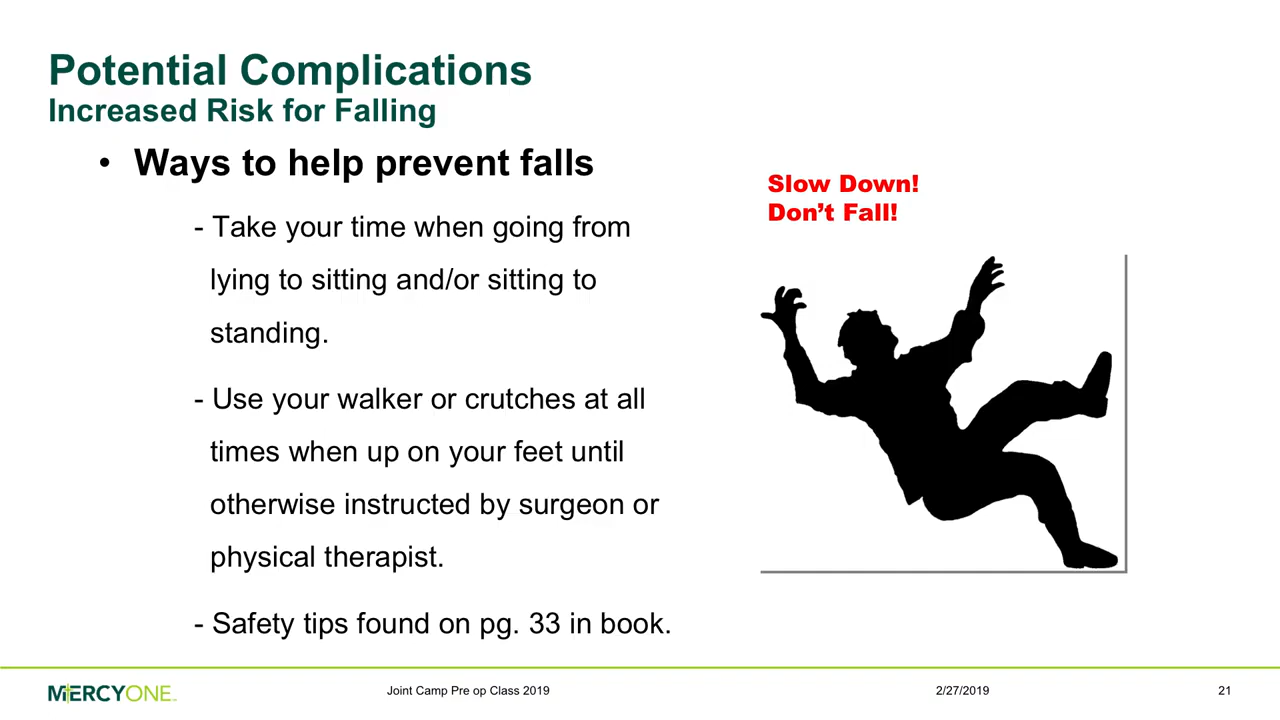 Potential Complications
Increased Risk for Falling
• Ways to help prevent falls
- Take your time when going from
lying to sitting and/or sitting to
standing.
- Use your walker or crutches at all
times when up on your feet until
otherwise instructed by surgeon or
physical therapist.
- Safety tips found on pg. 33 in book.
Slow Down!
Don’t Fall!
MERCYONE
Joint Camp Pre op Class 2019
2/27/2019
21